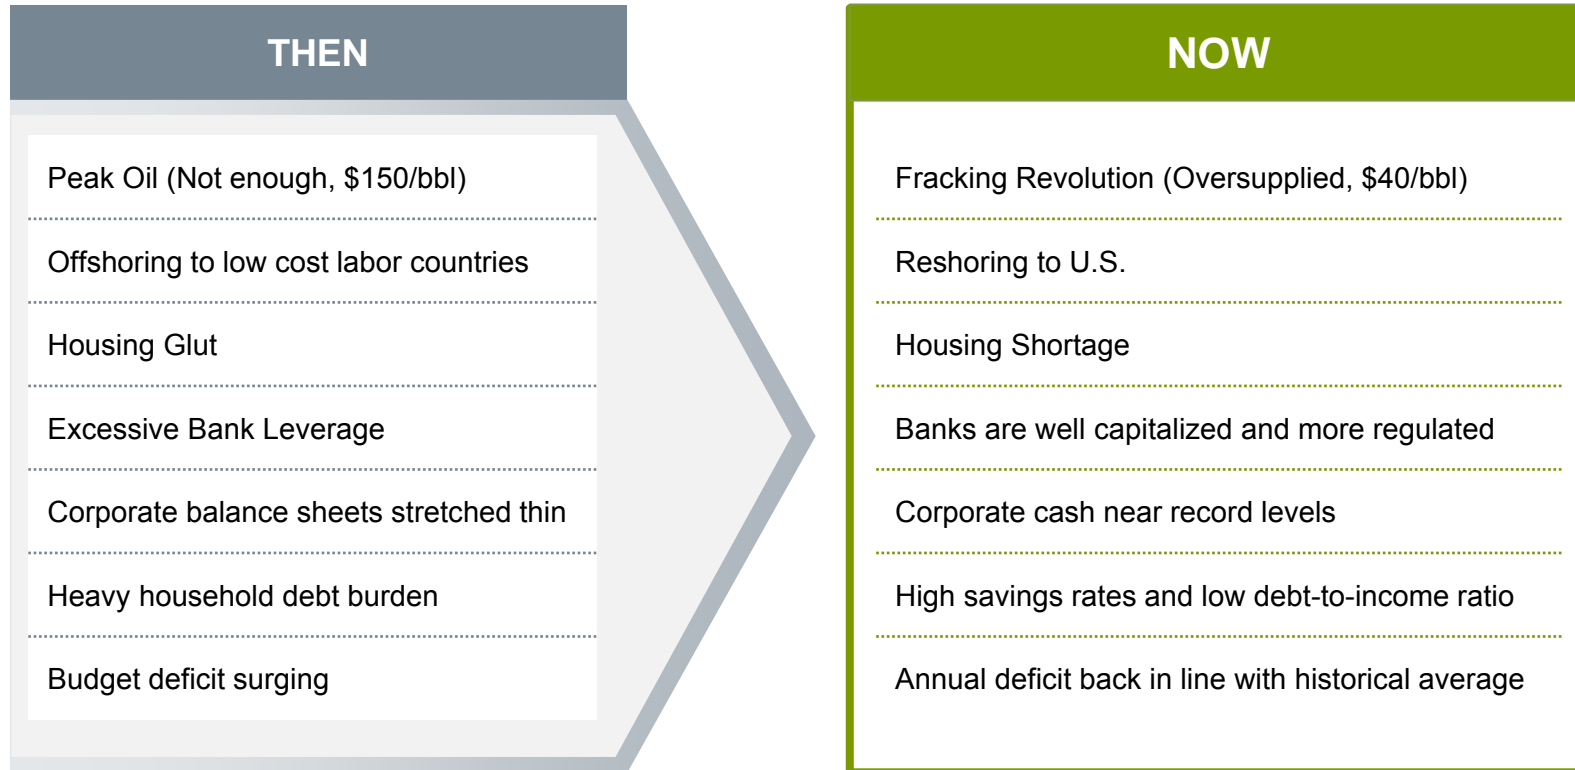 THEN
Peak Oil (Not enough, $150/bbl)
Offshoring to low cost labor countries
Housing Glut
Excessive Bank Leverage
Corporate balance sheets stretched thin
Heavy household debt burden
Budget deficit surging
NOW
Fracking Revolution (Oversupplied, $40/bbl)
Reshoring to U.S.
Housing Shortage
Banks are well capitalized and more regulated
Corporate cash near record levels
High savings rates and low debt-to-income ratio
Annual deficit back in line with historical average